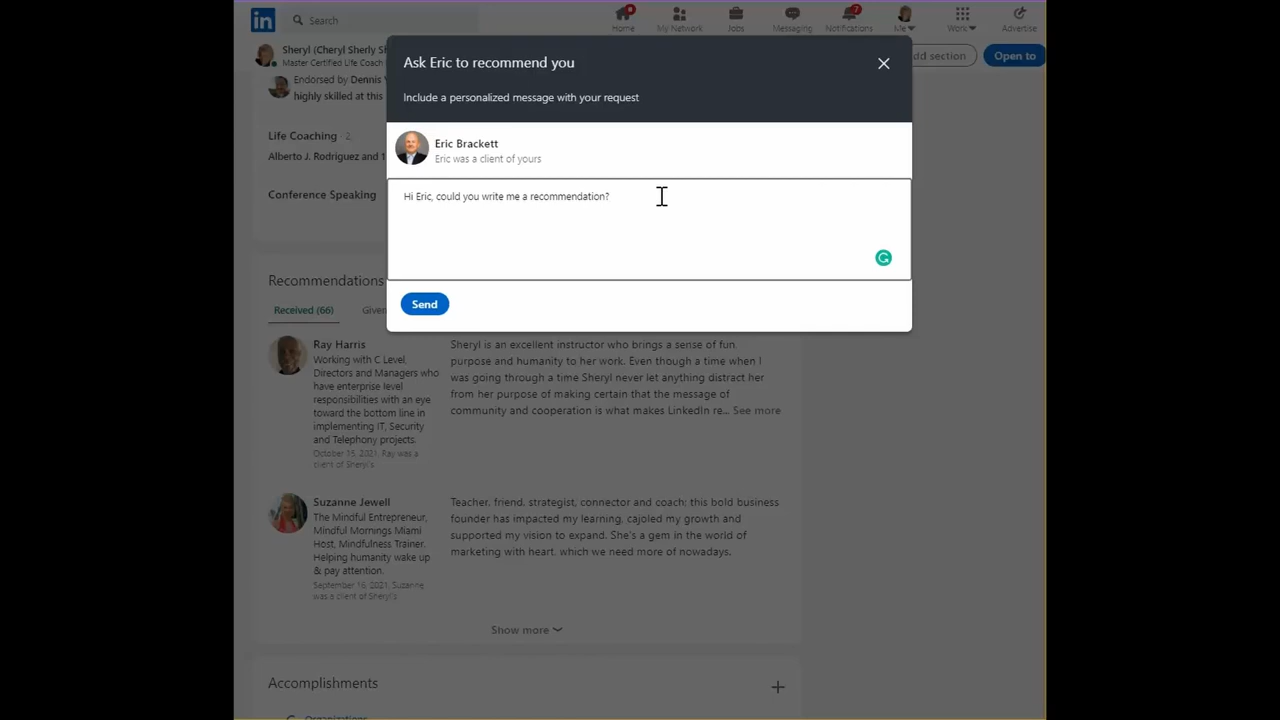 in
Search
Home
My Network
Jobs
Messaging
7
Notifications
Me
Work
Advertise
Sheryl (Cheryl Sherly Sh
Master Certified Life Coach
dd section
Open to
Ask Eric to recommend you
Include a personalized message with your request
Endorsed by Dennis
highly skilled at this
Eric Brackett
Eric was a client of yours
Life Coaching · 2
Alberto J. Rodriguez and 1
Conference Speaking
Hi Eric, could you write me a recommendation?
Send
Recommendations
Received (66)
Given
Ray Harris
Working with C Level,
Directors and Managers who
have enterprise level
responsibilities with an eye
toward the bottom line in
implementing IT, Security
and Telephony projects.
October 15, 2021, Ray was a
client of Sheryl's
Sheryl is an excellent instructor who brings a sense of fun,
purpose and humanity to her work. Even though a time when I
was going through a time Sheryl never let anything distract her
from her purpose of making certain that the message of
community and cooperation is what makes LinkedIn re... See more
Suzanne Jewell
The Mindful Entrepreneur,
Mindful Mornings Miami
Host, Mindfulness Trainer.
Helping humanity wake up
& pay attention.
September 16, 2021, Suzanne
was a client of Sheryl's
Teacher, friend, strategist, connector and coach; this bold business
founder has impacted my learning, cajoled my growth and
supported my vision to expand. She's a gem in the world of
marketing with heart, which we need more of nowadays.
Show more
Accomplishments
Organizations